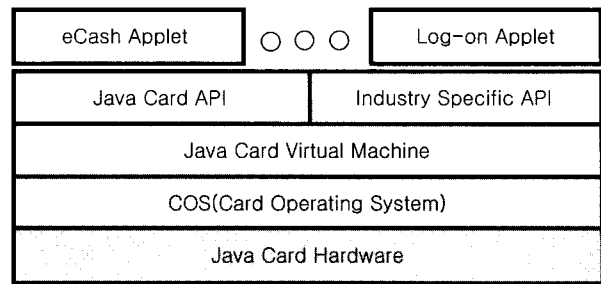 eCash Applet
Log-on Applet
Java Card API
Industry Specific API
Java Card Virtual Machine
COS(Card Operating System)
Java Card Hardware